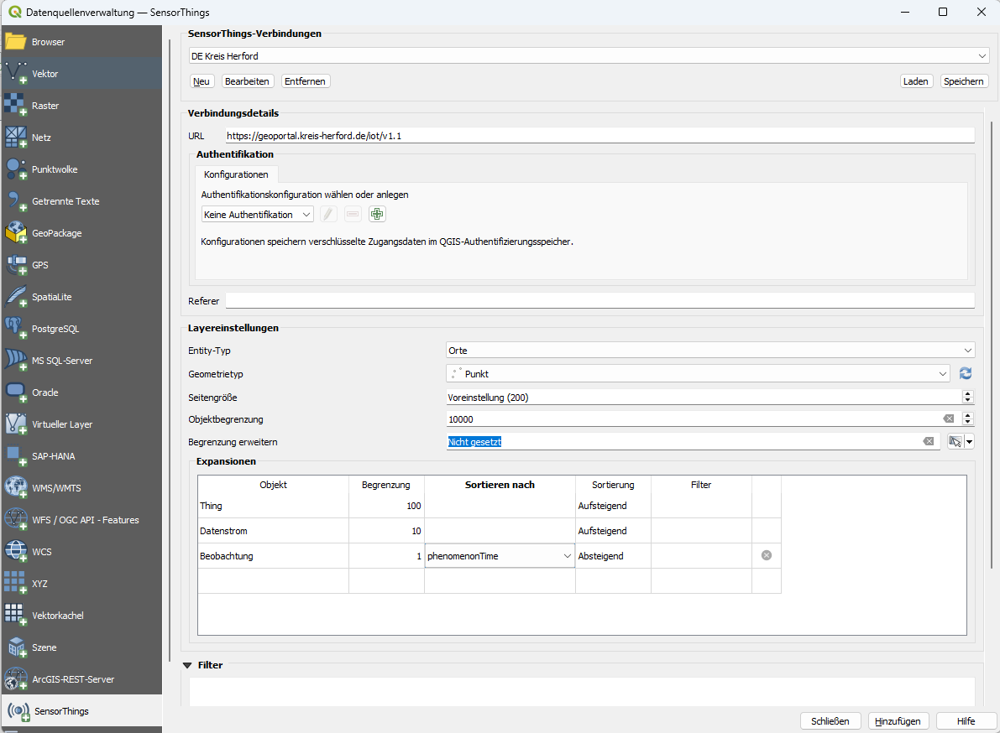 Datenquellenverwaltung — SensorThings
Browser
Vektor
Raster
Netz
Punktwolke
Getrennte Texte
GeoPackage
GPS
SpatiaLite
PostgreSQL
MS SQL-Server
Oracle
Virtueller Layer
SAP-HANA
WMS/WMTS
WFS / OGC API - Features
WCS
XYZ
Vektorkachel
Szene
ArcGIS-REST-Server
SensorThings
SensorThings-Verbindungen
DE Kreis Herford
Neu Bearbeiten Entfernen Laden Speichern
Verbindungsdetails
URL https://geoportal.kreis-herford.de/iot/v1.1
Authentifikation
Konfigurationen
Authentifikationskonfiguration wählen oder anlegen
Keine Authentifikation
Konfigurationen speichern verschlüsselte Zugangsdaten im QGIS-Authentifizierungsspeicher.
Referer
Layereinstellungen
Entity-Typ Orte
Geometrietyp Punkt
Seitengröße Voreinstellung (200)
Objektbegrenzung 10000
Begrenzung erweitern Nicht gesetzt
Expansionen
Objekt Begrenzung Sortieren nach Sortierung Filter
Thing 100 Aufsteigend
Datenstrom 10 Aufsteigend
Beobachtung 1 phenomenonTime Absteigend
Filter
Schließen Hinzufügen Hilfe